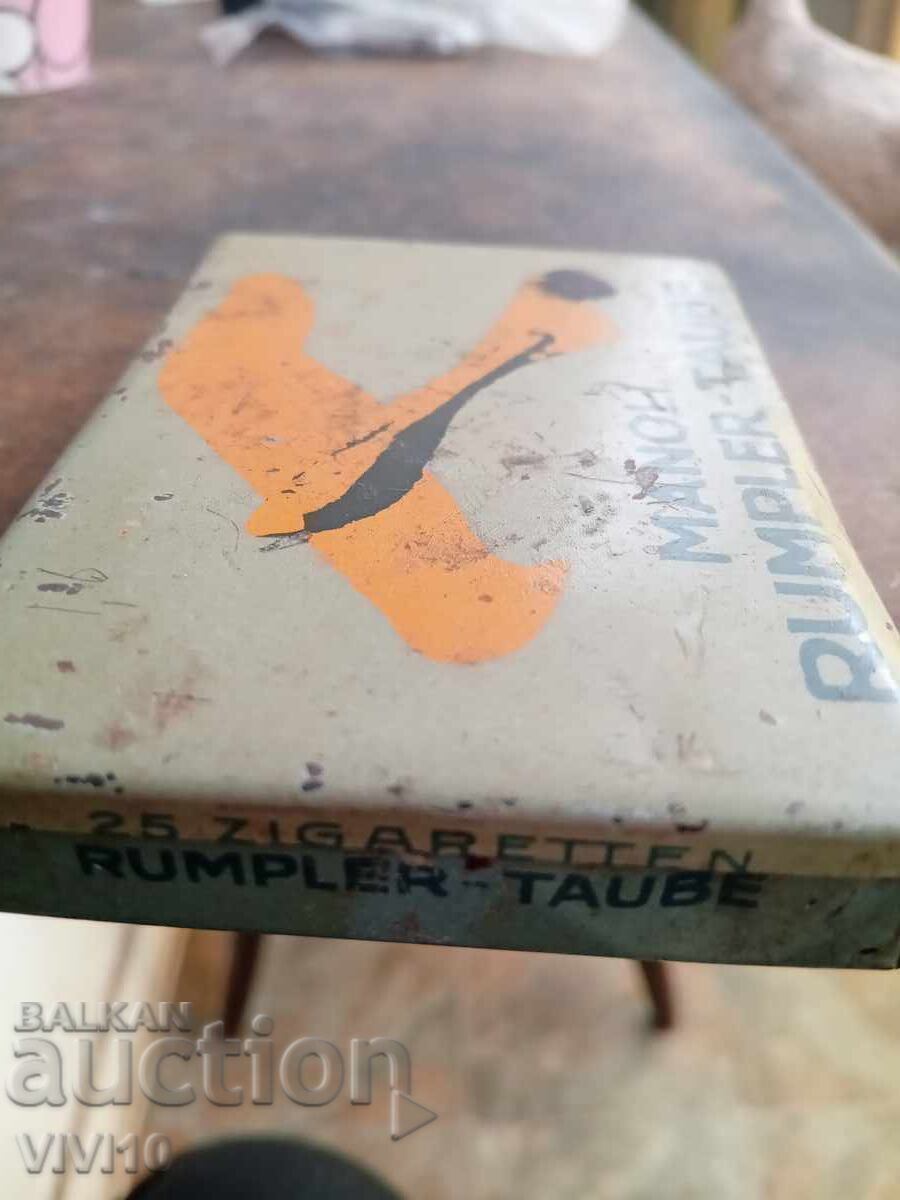 MANOLI
RUMPLER-TAUBE
25 ZIGARETTEN
RUMPLER-TAUBE
BALKAN
auction
VIVI10